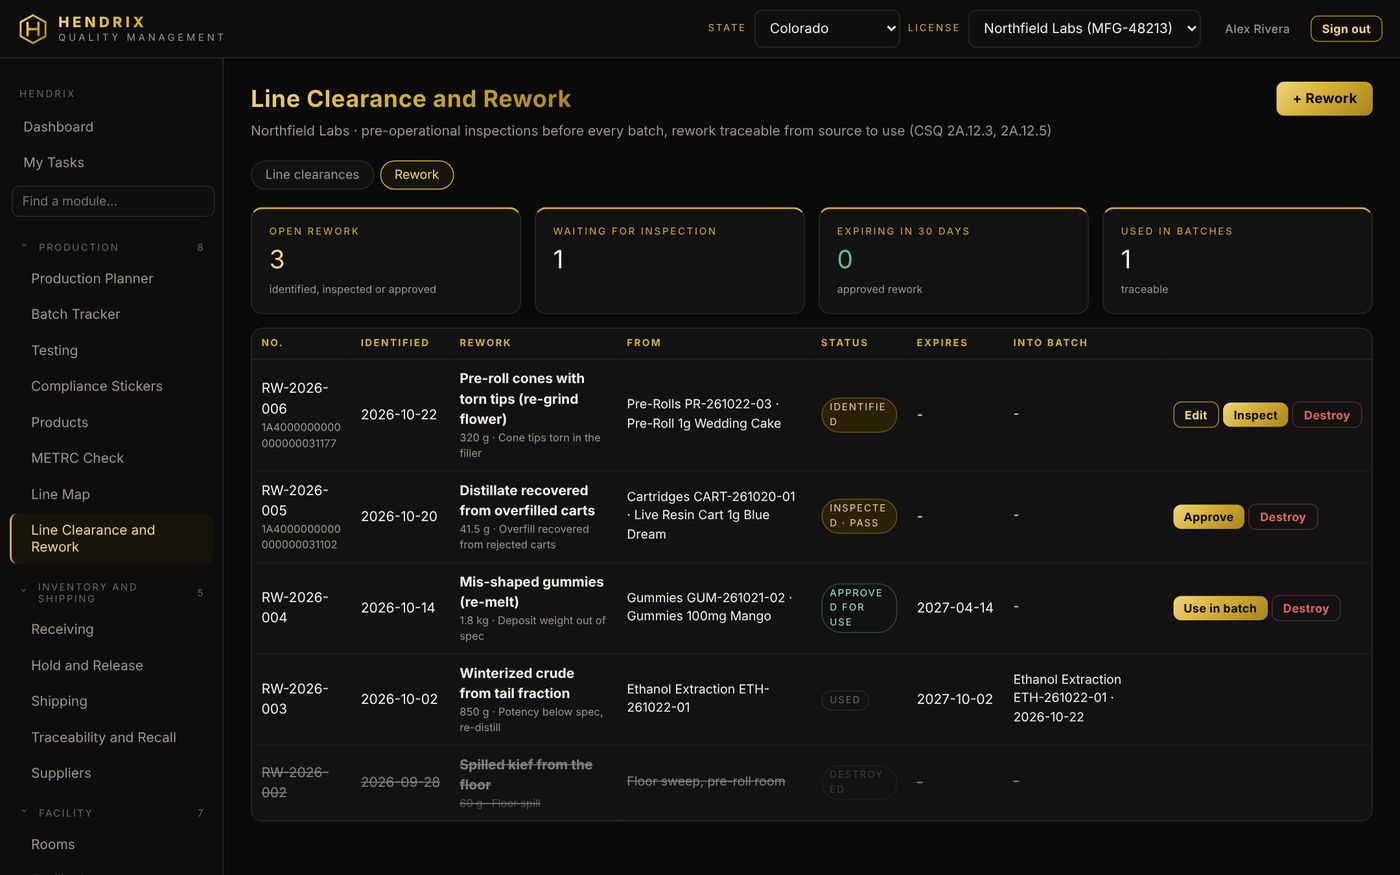 HENDRIX
QUALITY MANAGEMENT
STATE
Colorado
LICENSE
Northfield Labs (MFG-48213)
Alex Rivera
Sign out
HENDRIX
Dashboard
My Tasks
Find a module...
PRODUCTION 8
Production Planner
Batch Tracker
Testing
Compliance Stickers
Products
METRC Check
Line Map
Line Clearance and
Rework
INVENTORY AND
SHIPPING
5
Receiving
Hold and Release
Shipping
Traceability and Recall
Suppliers
FACILITY 7
Rooms
Line Clearance and Rework
+ Rework
Northfield Labs · pre-operational inspections before every batch, rework traceable from source to use (CSQ 2A.12.3, 2A.12.5)
Line clearances
Rework
OPEN REWORK
3
identified, inspected or approved
WAITING FOR INSPECTION
1
EXPIRING IN 30 DAYS
0
approved rework
USED IN BATCHES
1
traceable
NO. IDENTIFIED REWORK FROM STATUS EXPIRES INTO BATCH
RW-2026-
006
1A4000000000
000000031177
2026-10-22
Pre-roll cones with
torn tips (re-grind
flower)
320 g · Cone tips torn in the
filler
Pre-Rolls PR-261022-03 ·
Pre-Roll 1g Wedding Cake
IDENTIFIE
D
-
-
Edit Inspect Destroy
RW-2026-
005
1A4000000000
000000031102
2026-10-20
Distillate recovered
from overfilled carts
41.5 g · Overfill recovered
from rejected carts
Cartridges CART-261020-01
· Live Resin Cart 1g Blue
Dream
INSPECTE
D · PASS
-
-
Approve Destroy
RW-2026-
004
2026-10-14
Mis-shaped gummies
(re-melt)
1.8 kg · Deposit weight out of
spec
Gummies GUM-261021-02 ·
Gummies 100mg Mango
APPROVE
D FOR
USE
2027-04-14
-
Use in batch Destroy
RW-2026-
003
2026-10-02
Winterized crude
from tail fraction
850 g · Potency below spec,
re-distill
Ethanol Extraction ETH-
261022-01
USED
2027-10-02
Ethanol Extraction
ETH-261022-01 ·
2026-10-22
RW-2026-
002
2026-09-28
Spilled kief from the
floor
60 g · Floor spill
Floor sweep, pre-roll room
DESTROY
ED
-
-